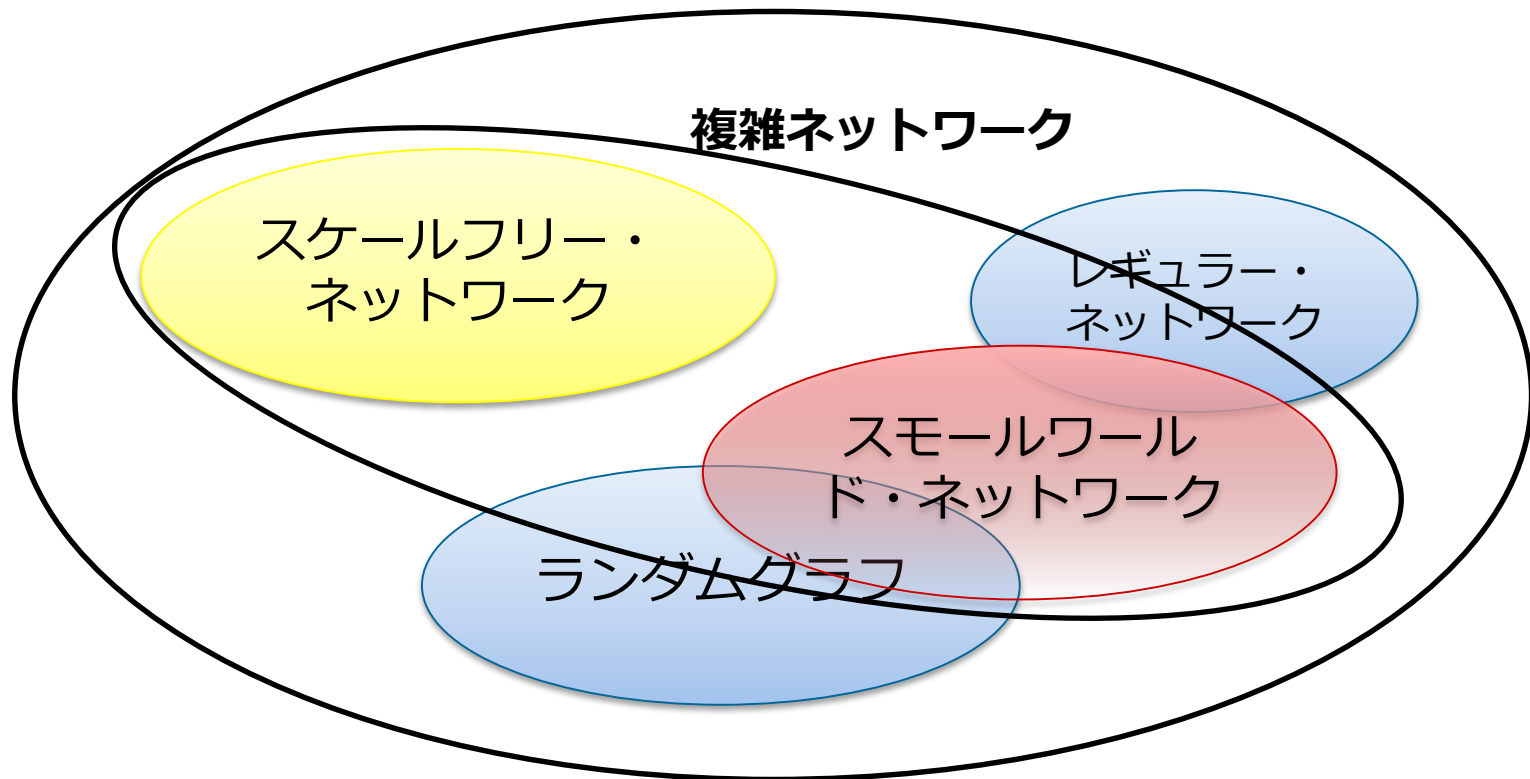 複雑ネットワーク
スケールフリー・
ネットワーク
レギュラー・
ネットワーク
スモールワール
ド・ネットワーク
ランダムグラフ